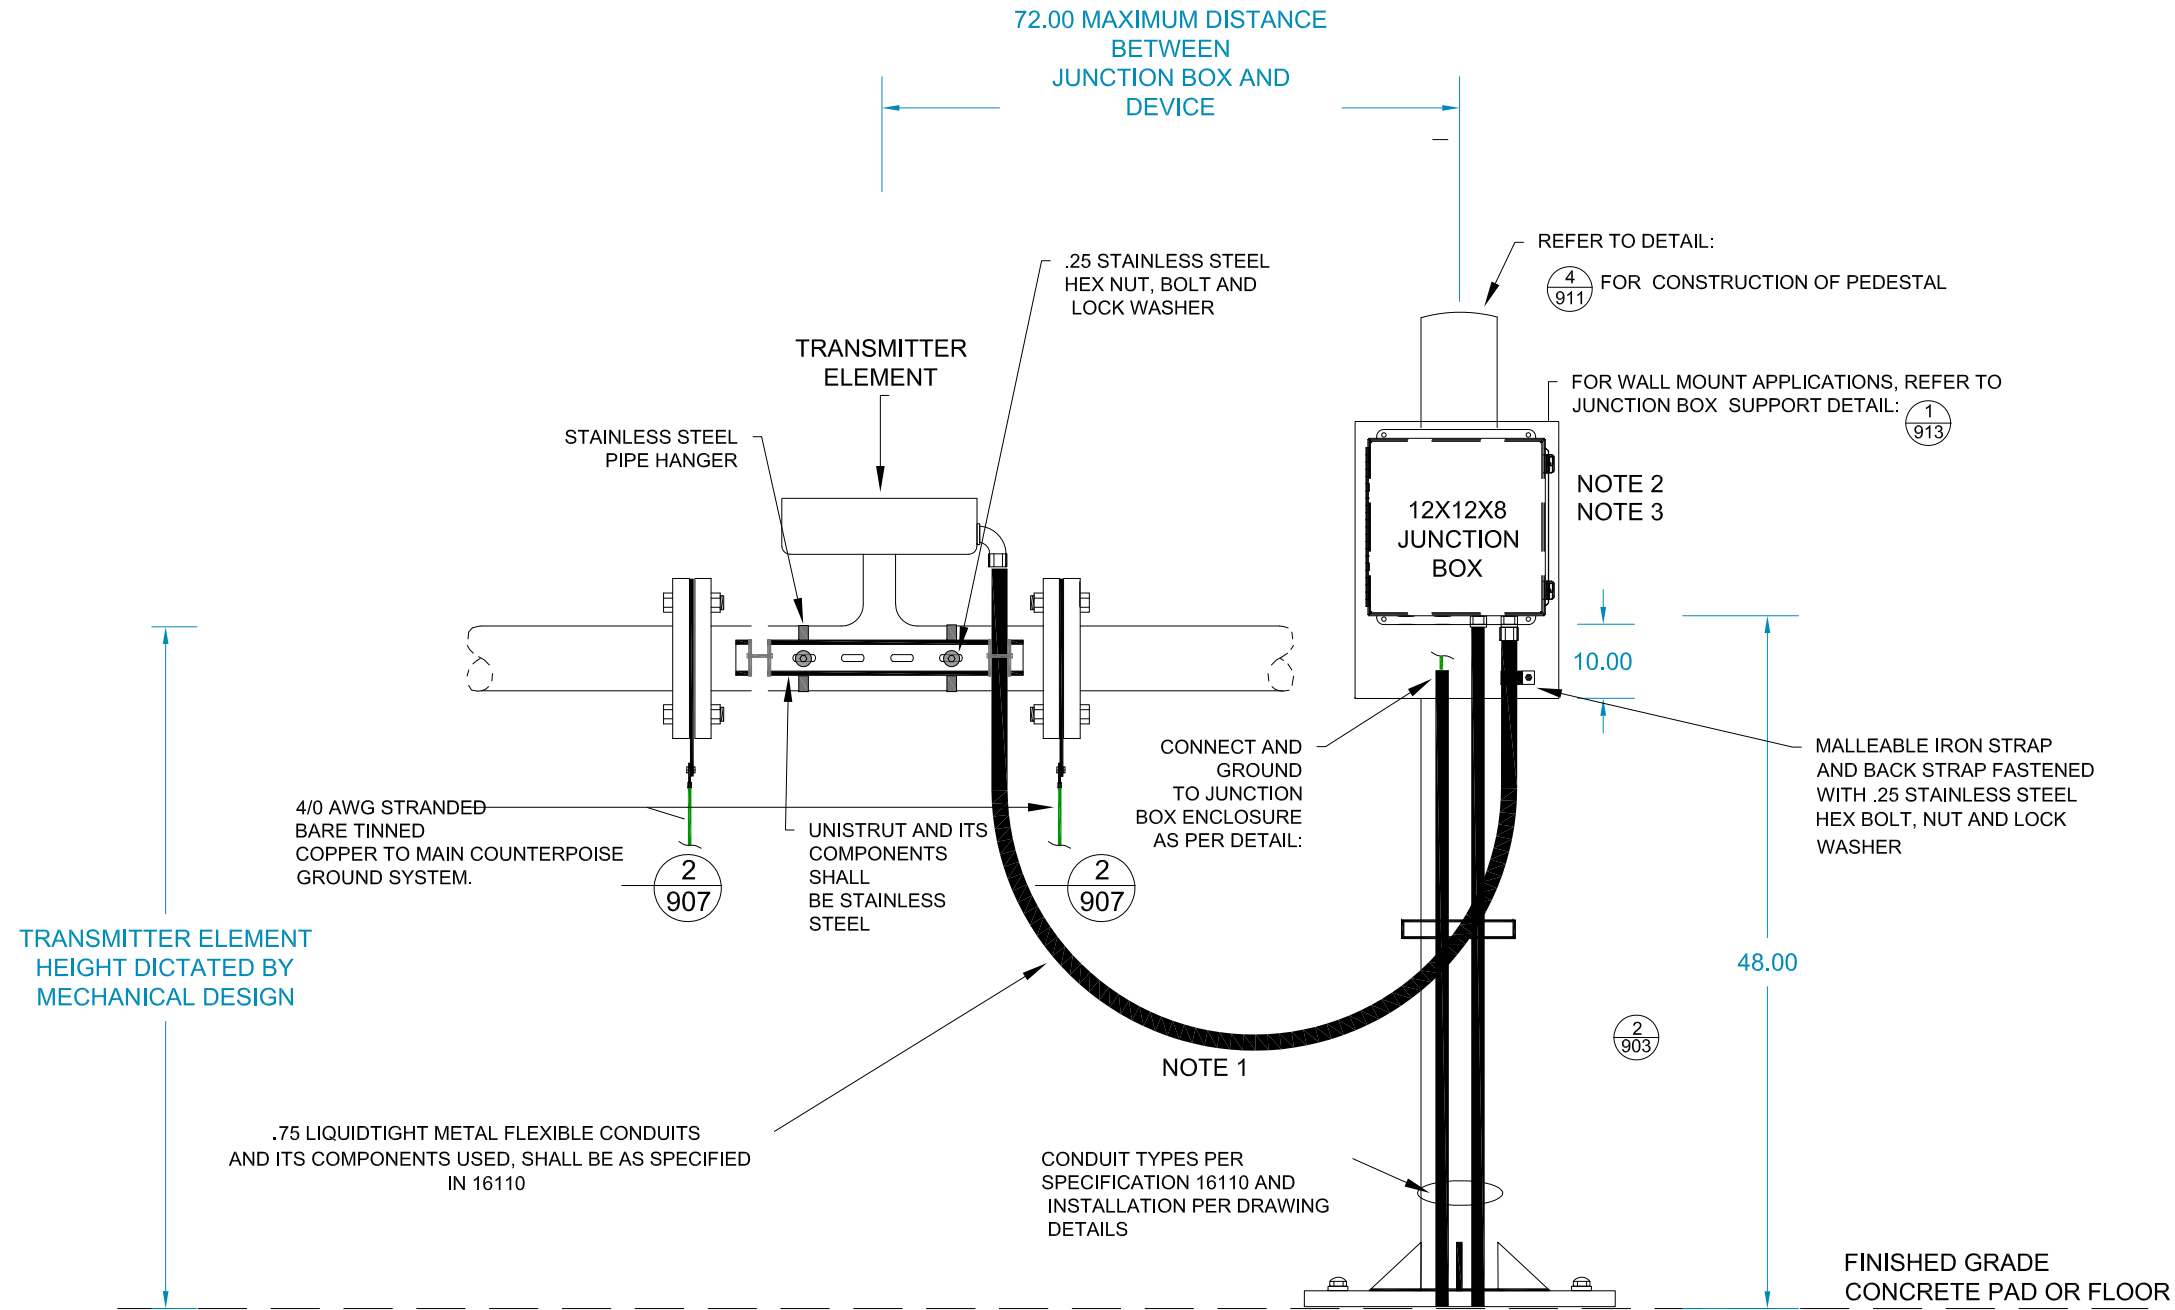 72.00 MAXIMUM DISTANCE
BETWEEN
JUNCTION BOX AND
DEVICE
REFER TO DETAIL:
4
911
FOR CONSTRUCTION OF PEDESTAL
.25 STAINLESS STEEL
HEX NUT, BOLT AND
LOCK WASHER
TRANSMITTER
ELEMENT
FOR WALL MOUNT APPLICATIONS, REFER TO
JUNCTION BOX SUPPORT DETAIL:
1
913
STAINLESS STEEL
PIPE HANGER
NOTE 2
NOTE 3
12X12X8
JUNCTION
BOX
10.00
CONNECT AND
GROUND
TO JUNCTION
BOX ENCLOSURE
AS PER DETAIL:
MALLEABLE IRON STRAP
AND BACK STRAP FASTENED
WITH .25 STAINLESS STEEL
HEX BOLT, NUT AND LOCK
WASHER
4/0 AWG STRANDED
BARE TINNED
COPPER TO MAIN COUNTERPOISE
GROUND SYSTEM.
2
907
UNISTRUT AND ITS
COMPONENTS
SHALL
BE STAINLESS
STEEL
2
907
TRANSMITTER ELEMENT
HEIGHT DICTATED BY
MECHANICAL DESIGN
48.00
2
903
NOTE 1
.75 LIQUIDTIGHT METAL FLEXIBLE CONDUITS
AND ITS COMPONENTS USED, SHALL BE AS SPECIFIED
IN 16110
CONDUIT TYPES PER
SPECIFICATION 16110 AND
INSTALLATION PER DRAWING
DETAILS
FINISHED GRADE
CONCRETE PAD OR FLOOR